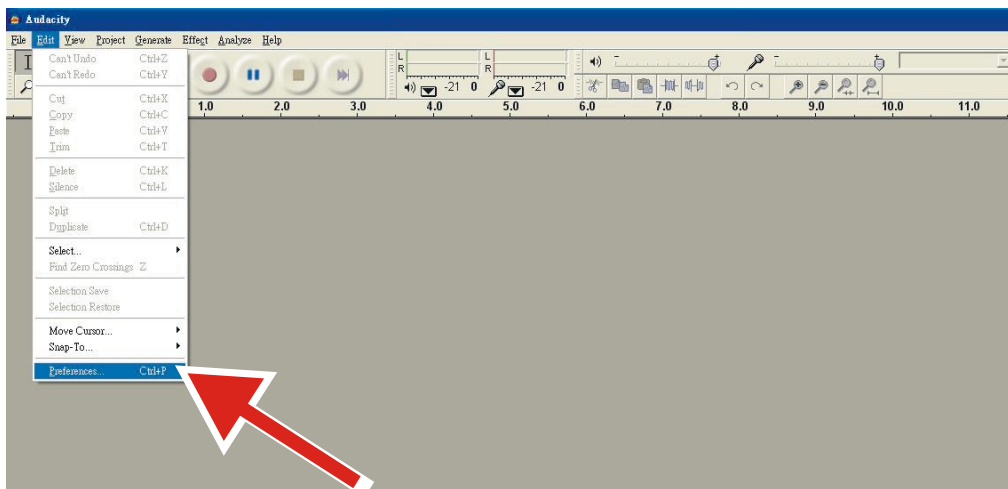 Audacity
File Edit View Project Generate Effect Analyze Help
Can't Undo Ctrl+Z
Can't Redo Ctrl+Y
Cut Ctrl+X
Copy Ctrl+C
Paste Ctrl+V
Trim Ctrl+T
Delete Ctrl+K
Silence Ctrl+L
Split
Duplicate Ctrl+D
Select...
Find Zero Crossings Z
Selection Save
Selection Restore
Move Cursor...
Snap-To...
Preferences... Ctrl+P
L L
R R
-21 0 -21 0
1.0 2.0 3.0 4.0 5.0 6.0 7.0 8.0 9.0 10.0 11.0